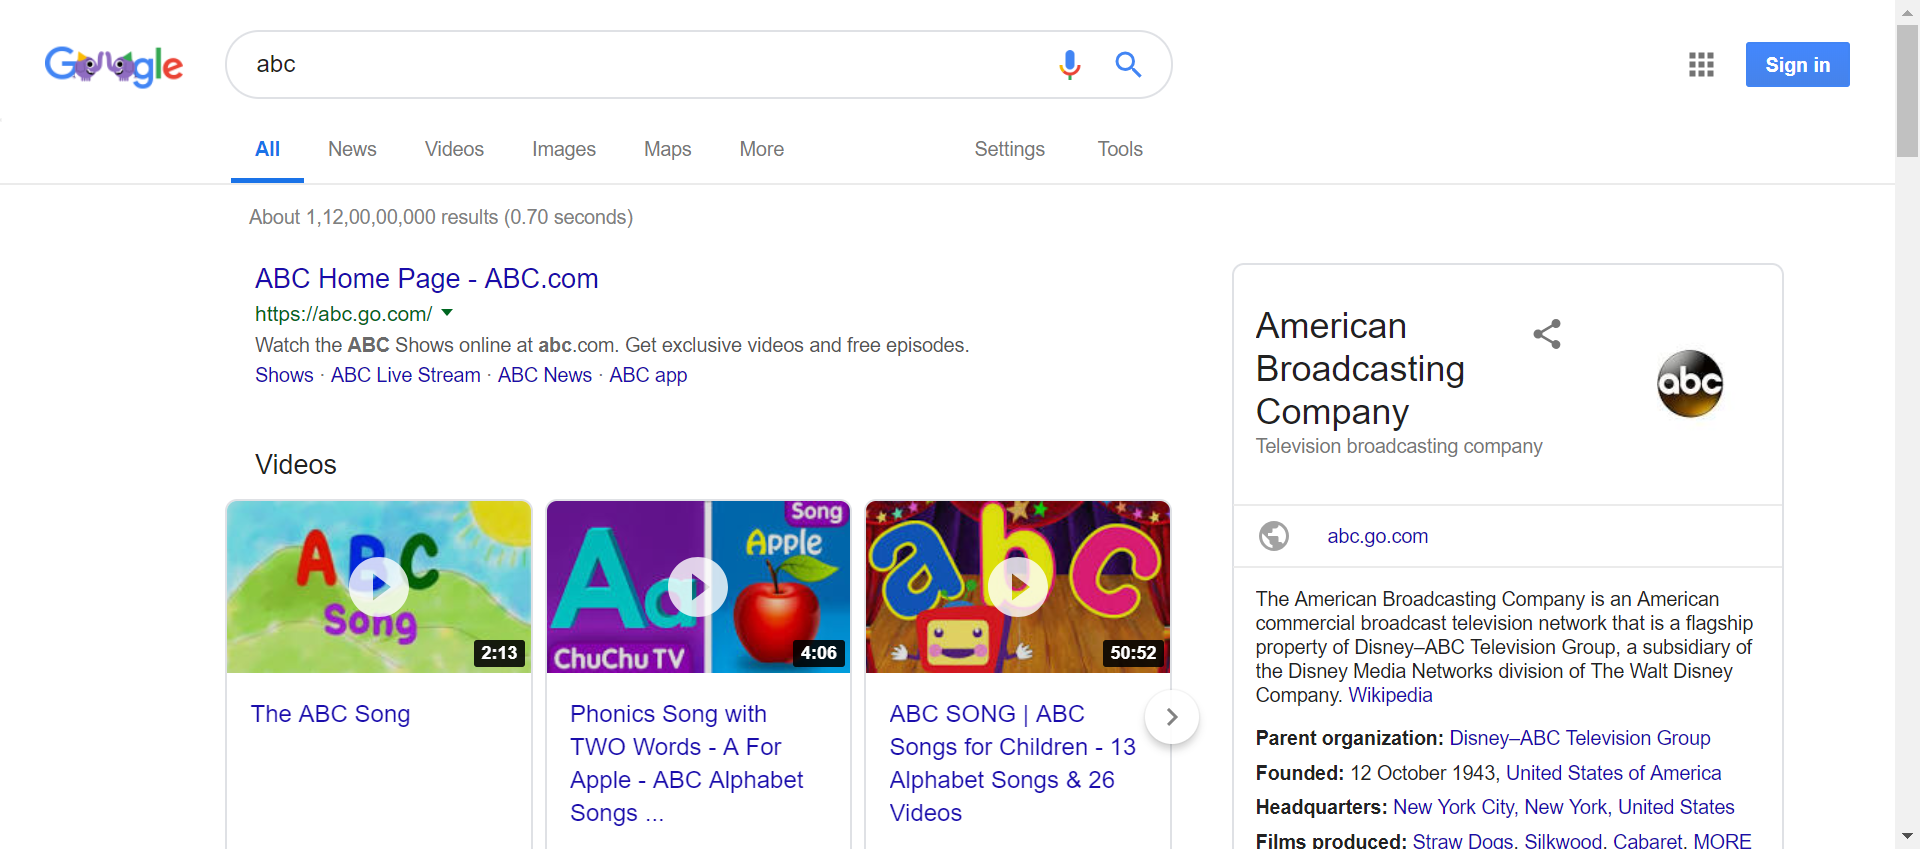 Google
abc
Sign in
All News Videos Images Maps More Settings Tools
About 1,12,00,00,000 results (0.70 seconds)
ABC Home Page - ABC.com
https://abc.go.com/
Watch the ABC Shows online at abc.com. Get exclusive videos and free episodes.
Shows · ABC Live Stream · ABC News · ABC app
Videos
ABC
Song
2:13
The ABC Song
Song
Aa
Apple
ChuChu TV
4:06
Phonics Song with
TWO Words - A For
Apple - ABC Alphabet
Songs ...
abc
50:52
ABC SONG | ABC
Songs for Children - 13
Alphabet Songs & 26
Videos
American
Broadcasting
Company
Television broadcasting company
abc
abc.go.com
The American Broadcasting Company is an American
commercial broadcast television network that is a flagship
property of Disney–ABC Television Group, a subsidiary of
the Disney Media Networks division of The Walt Disney
Company. Wikipedia
Parent organization: Disney–ABC Television Group
Founded: 12 October 1943, United States of America
Headquarters: New York City, New York, United States
Films produced: Straw Dogs, Silkwood, Cabaret, MORE